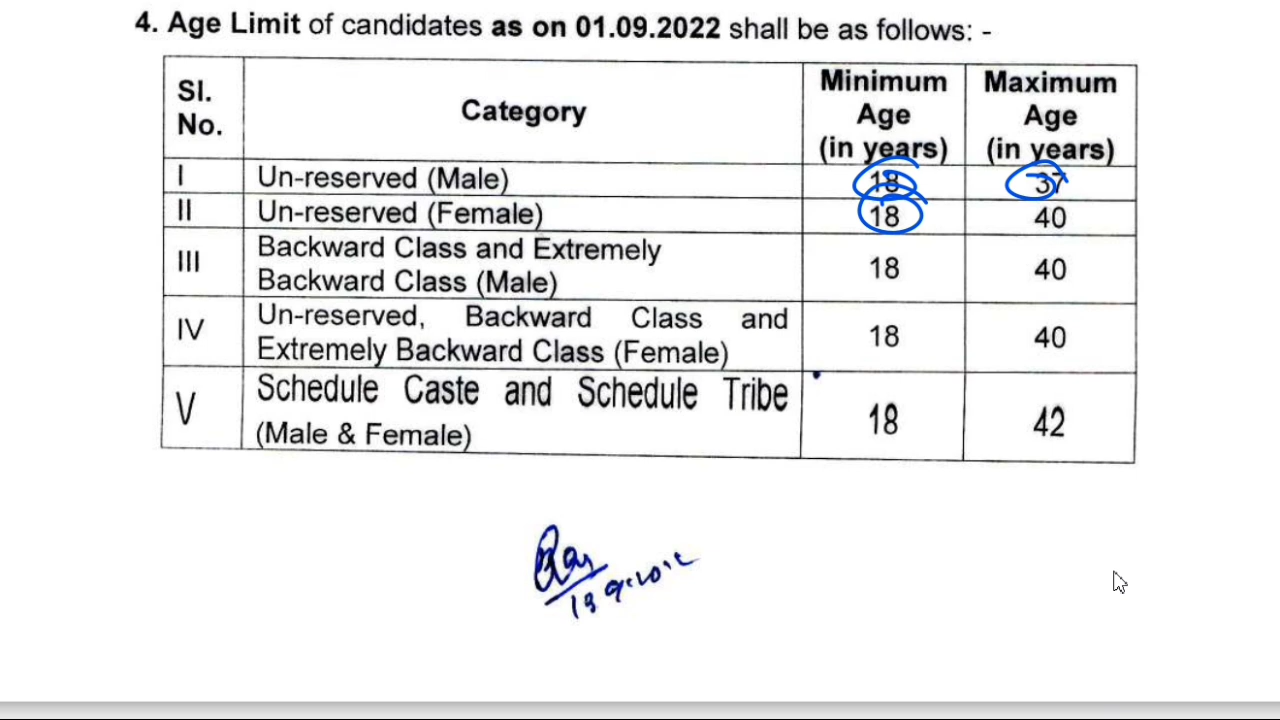 4. Age Limit of candidates as on 01.09.2022 shall be as follows: -
Sl. No. Category Minimum Age (in years) Maximum Age (in years)
I Un-reserved (Male) 18 37
II Un-reserved (Female) 18 40
III Backward Class and Extremely Backward Class (Male) 18 40
IV Un-reserved, Backward Class and Extremely Backward Class (Female) 18 40
V Schedule Caste and Schedule Tribe (Male & Female) 18 42